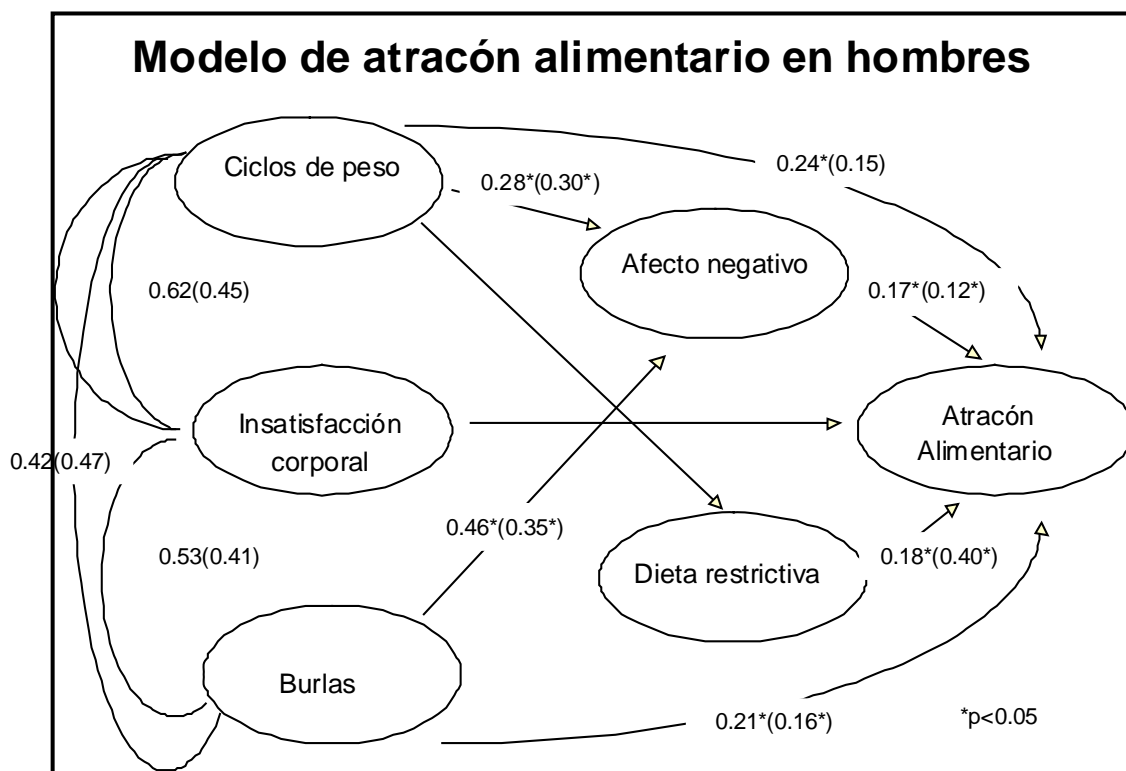 Modelo de atracón alimentario en hombres
Ciclos de peso
0.24*(0.15)
0.28*(0.30*)
Afecto negativo
0.62(0.45)
0.17*(0.12*)
Insatisfacción
corporal
Atracón
Alimentario
0.42(0.47)
0.46*(0.35*)
0.53(0.41)
0.18*(0.40*)
Dieta restrictiva
Burlas
0.21*(0.16*)
*p<0.05